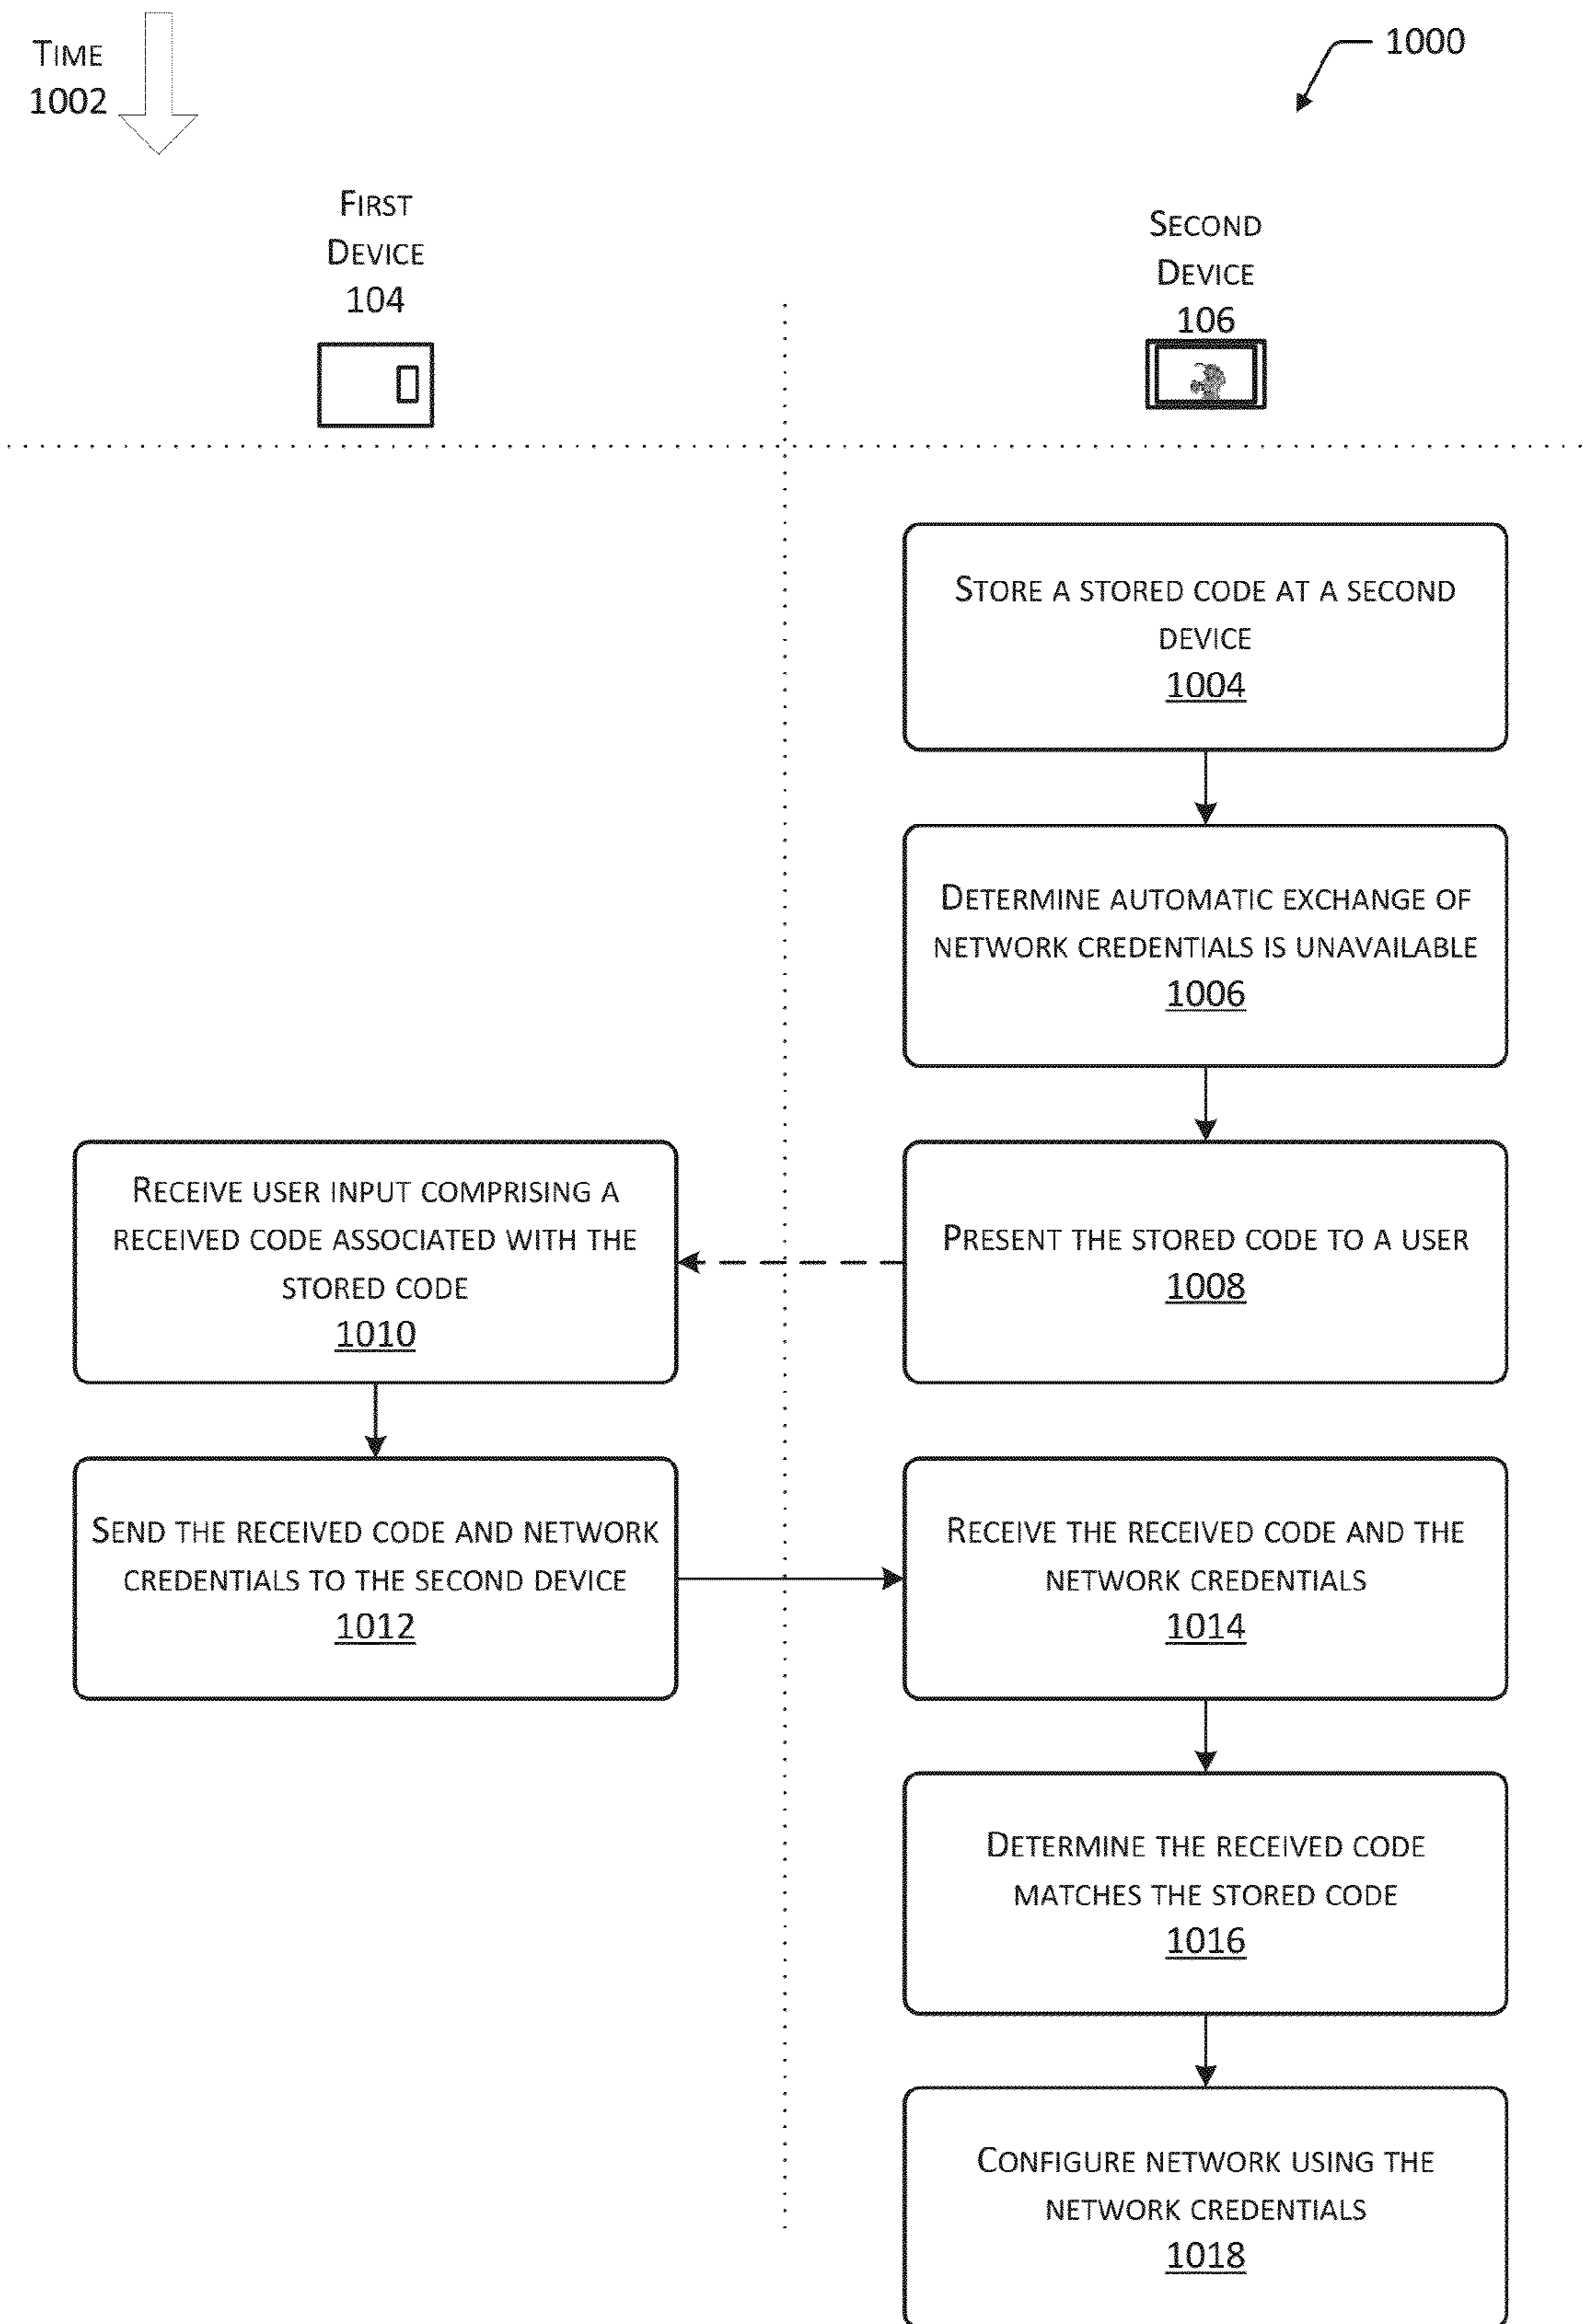 TIME
1002
1000
FIRST
DEVICE
104
SECOND
DEVICE
106
STORE A STORED CODE AT A SECOND
DEVICE
1004
DETERMINE AUTOMATIC EXCHANGE OF
NETWORK CREDENTIALS IS UNAVAILABLE
1006
PRESENT THE STORED CODE TO A USER
1008
RECEIVE USER INPUT COMPRISING A
RECEIVED CODE ASSOCIATED WITH THE
STORED CODE
1010
SEND THE RECEIVED CODE AND NETWORK
CREDENTIALS TO THE SECOND DEVICE
1012
RECEIVE THE RECEIVED CODE AND THE
NETWORK CREDENTIALS
1014
DETERMINE THE RECEIVED CODE
MATCHES THE STORED CODE
1016
CONFIGURE NETWORK USING THE
NETWORK CREDENTIALS
1018